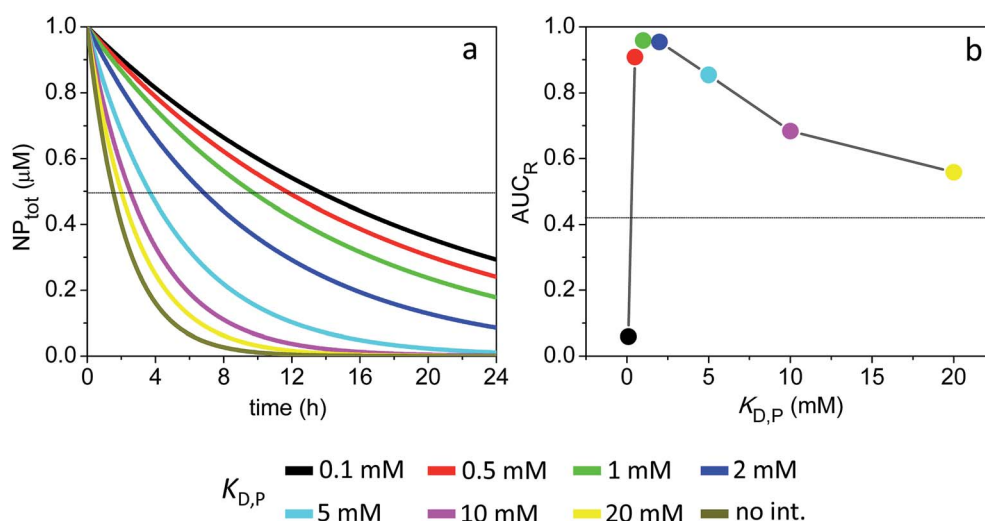 a
1.0
0.8
0.6
0.4
0.2
0.0
NPtot (μM)
0 4 8 12 16 20 24
time (h)
b
1.0
0.8
0.6
0.4
0.2
0.0
AUCR
0 5 10 15 20
KD,P (mM)
KD,P
0.1 mM 0.5 mM 1 mM 2 mM
5 mM 10 mM 20 mM no int.